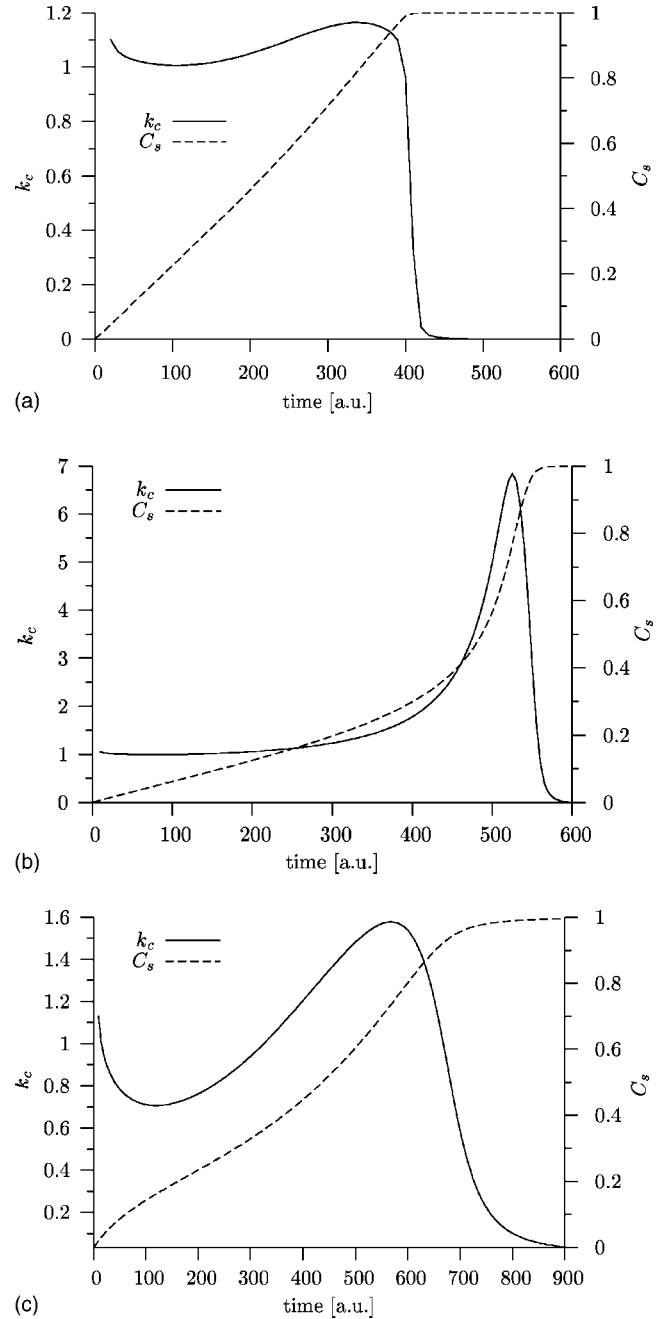 1.2 1
k_c
C_s
1 0.8
0.8 0.6
0.6 0.4
0.4 0.2
0.2 0
0
k_c
C_s
0 100 200 300 400 500 600
(a) time [a.u.]
7 1
k_c
C_s
6 0.8
5
4 0.6
3 0.4
2
1 0.2
0 0
k_c
C_s
0 100 200 300 400 500 600
(b) time [a.u.]
1.6 1
k_c
C_s
1.4 0.8
1.2
1 0.6
0.8 0.4
0.6
0.4 0.2
0.2 0
k_c
C_s
0 100 200 300 400 500 600 700 800 900
(c) time [a.u.]